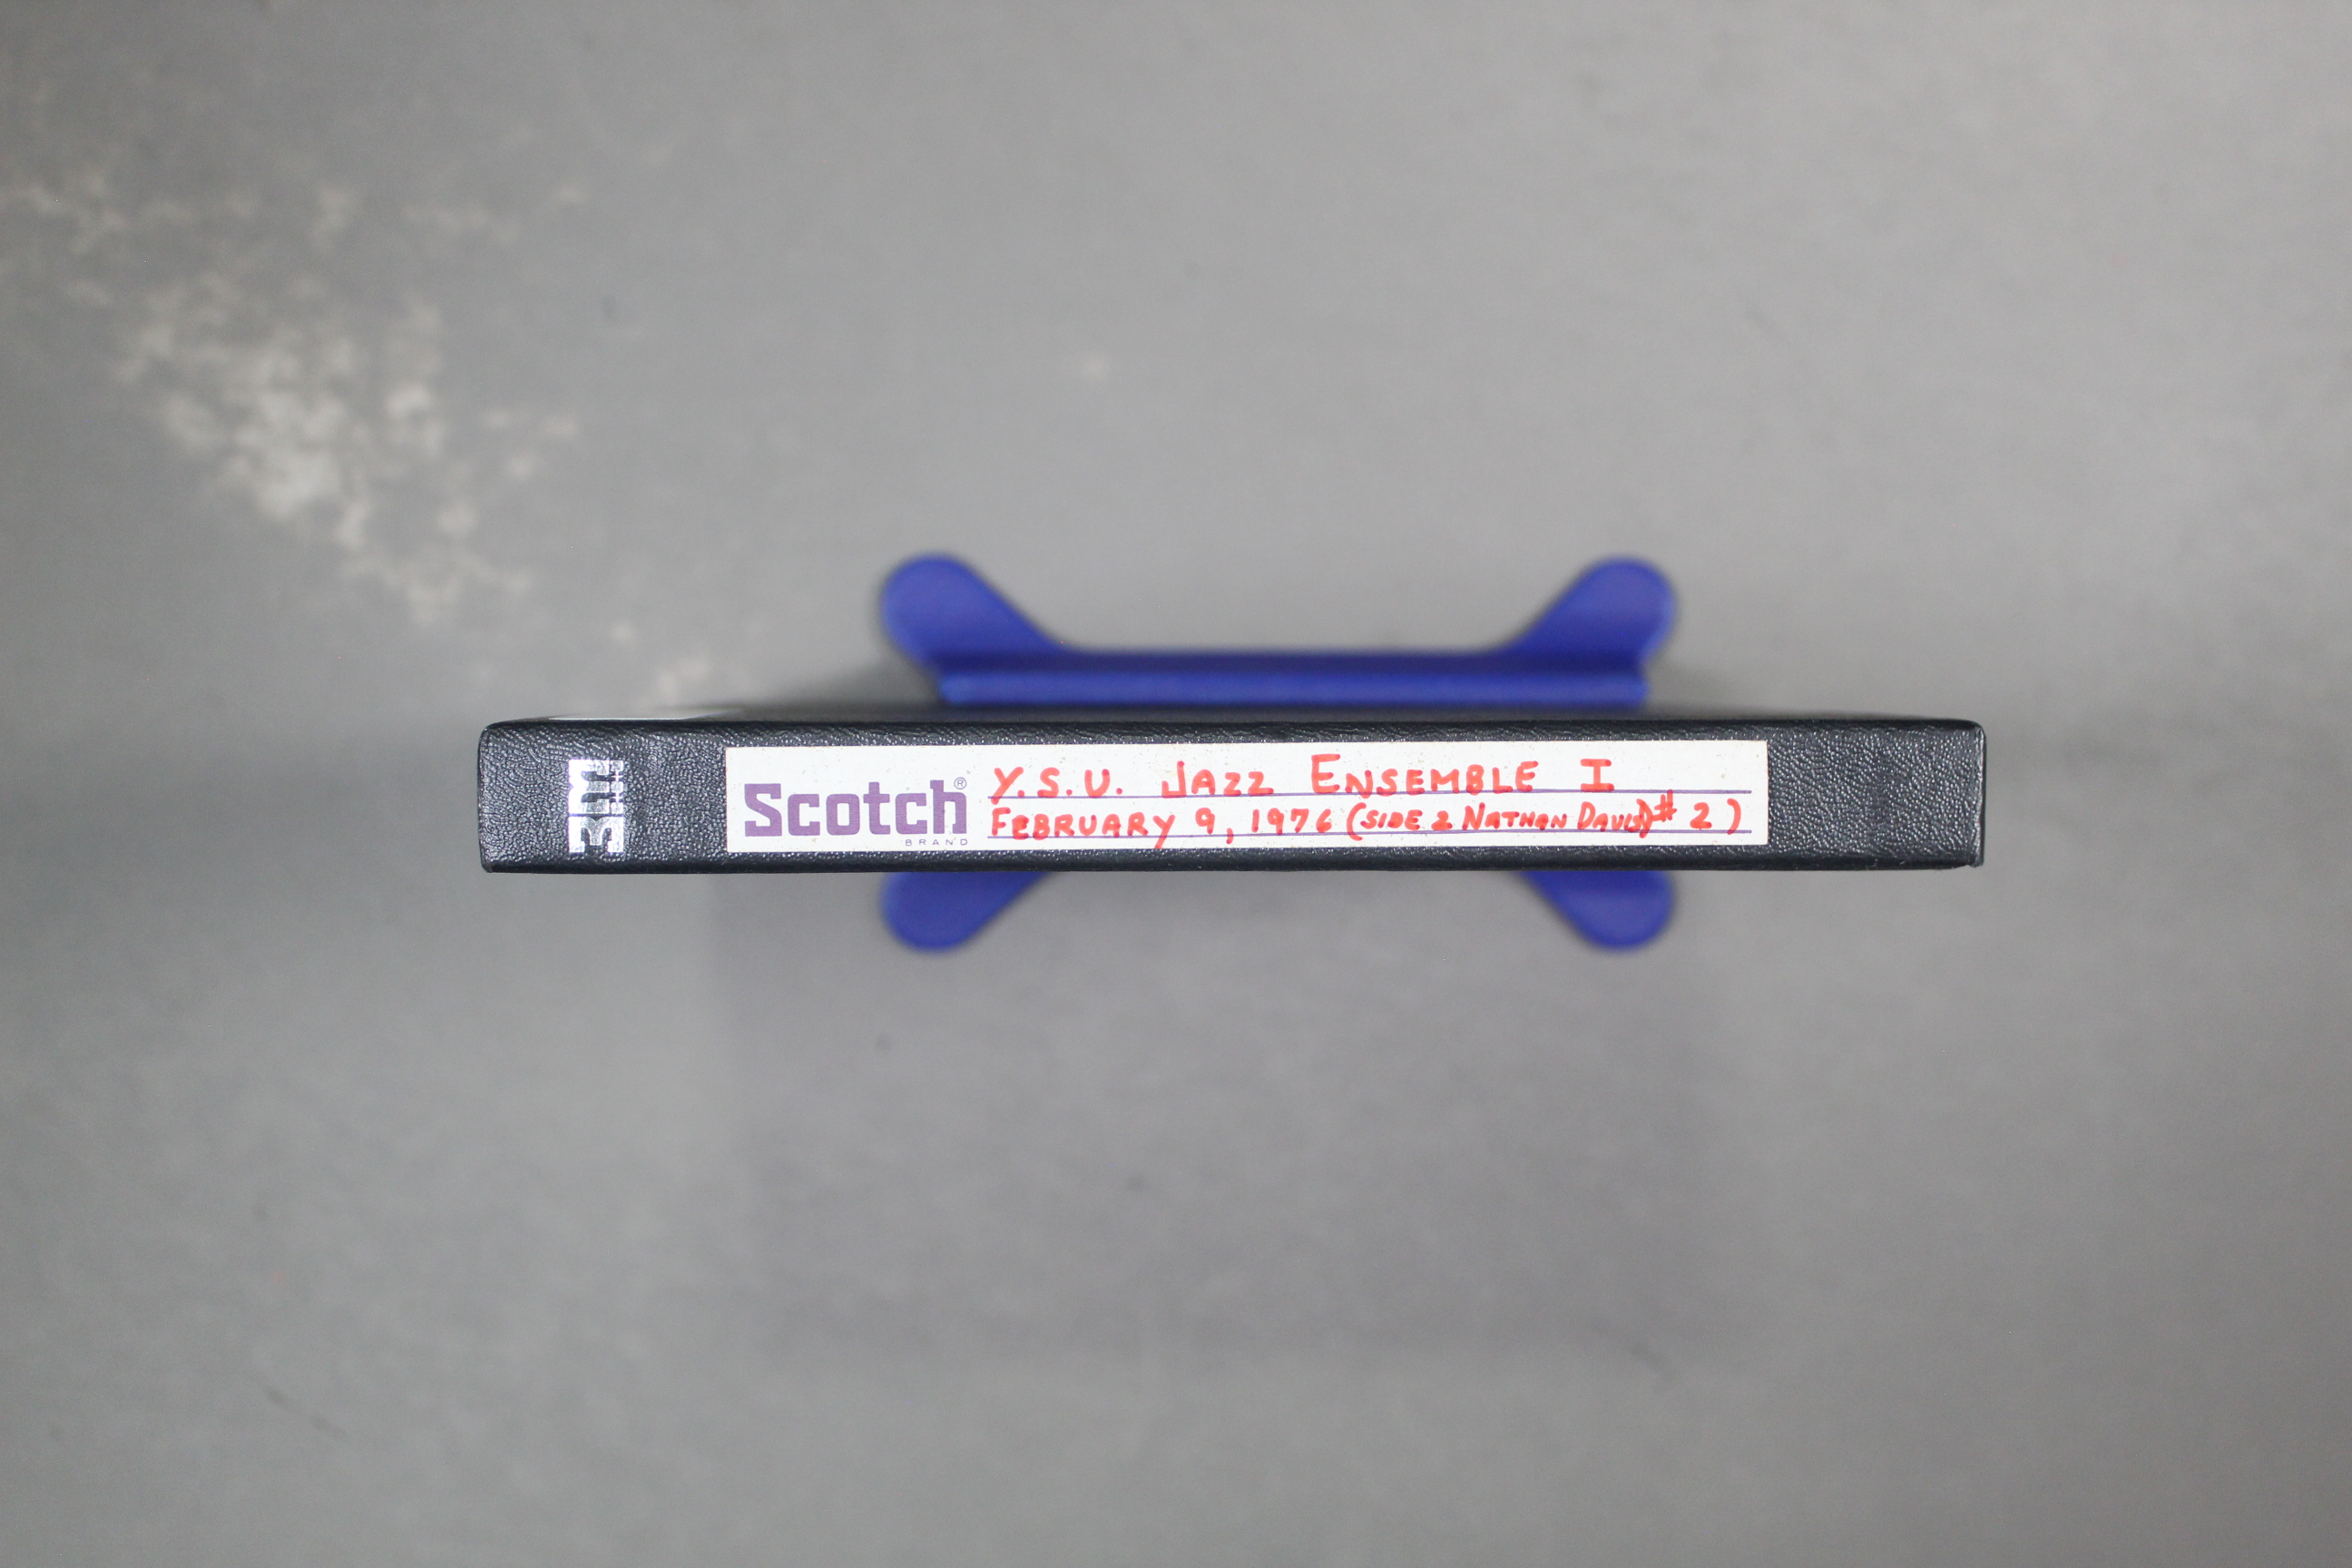 3M
Scotch®
BRAND
Y.S.U. JAZZ ENSEMBLE I
FEBRUARY 9, 1976 (SIDE 2 NATHAN DAVIS) # 2)